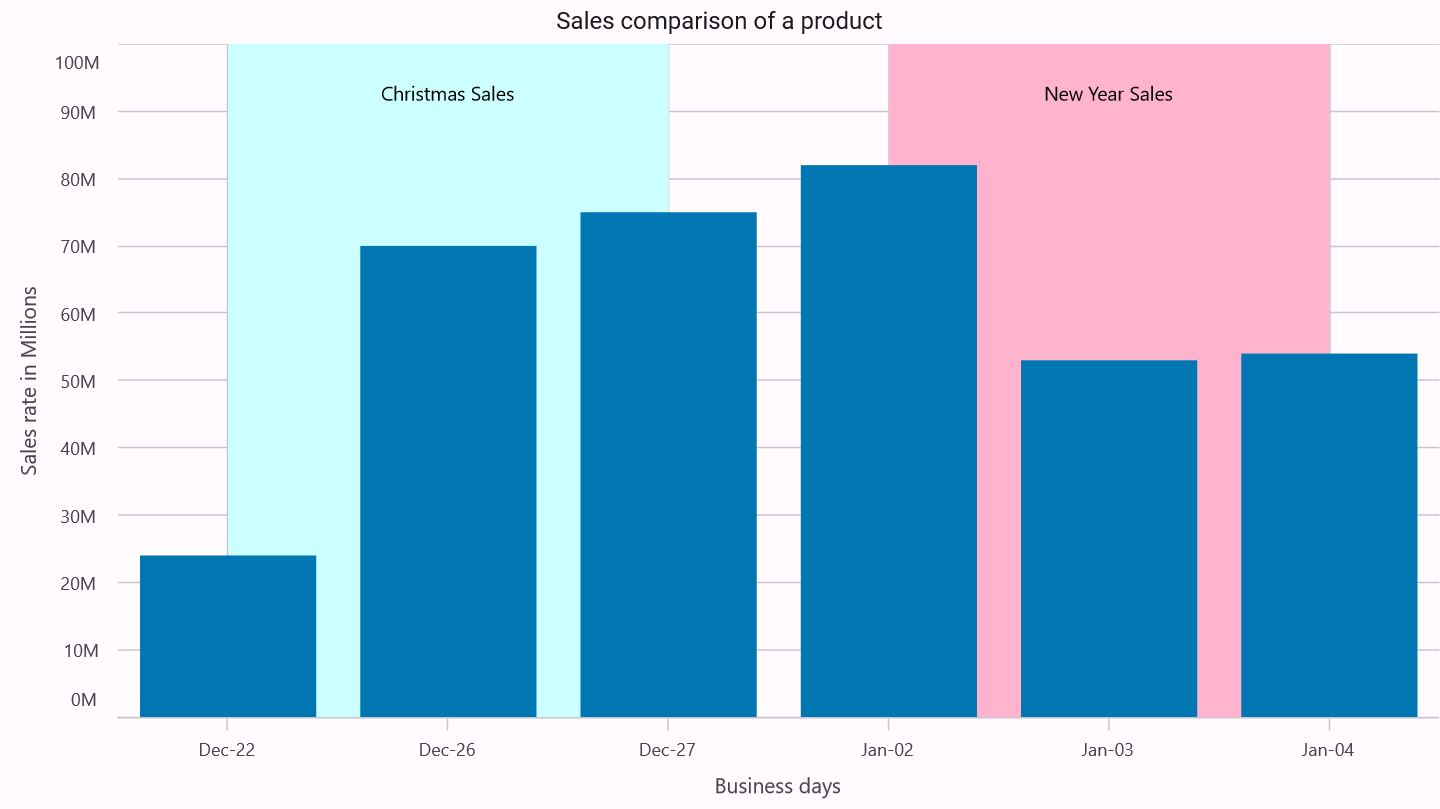 Sales comparison of a product
Christmas Sales
New Year Sales
100M
90M
80M
70M
60M
50M
40M
30M
20M
10M
0M
Sales rate in Millions
Dec-22 Dec-26 Dec-27 Jan-02 Jan-03 Jan-04
Business days